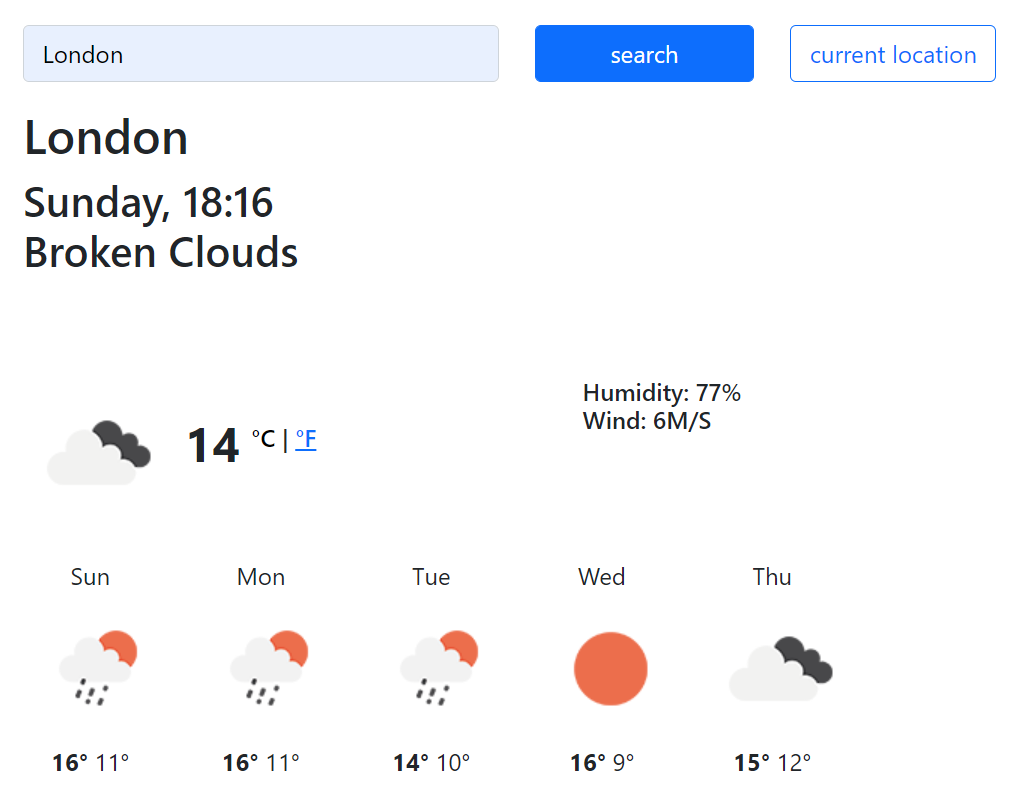 London
search
current location
London
Sunday, 18:16
Broken Clouds
Humidity: 77%
Wind: 6M/S
14 °C | °F
Sun Mon Tue Wed Thu
16° 11° 16° 11° 14° 10° 16° 9° 15° 12°